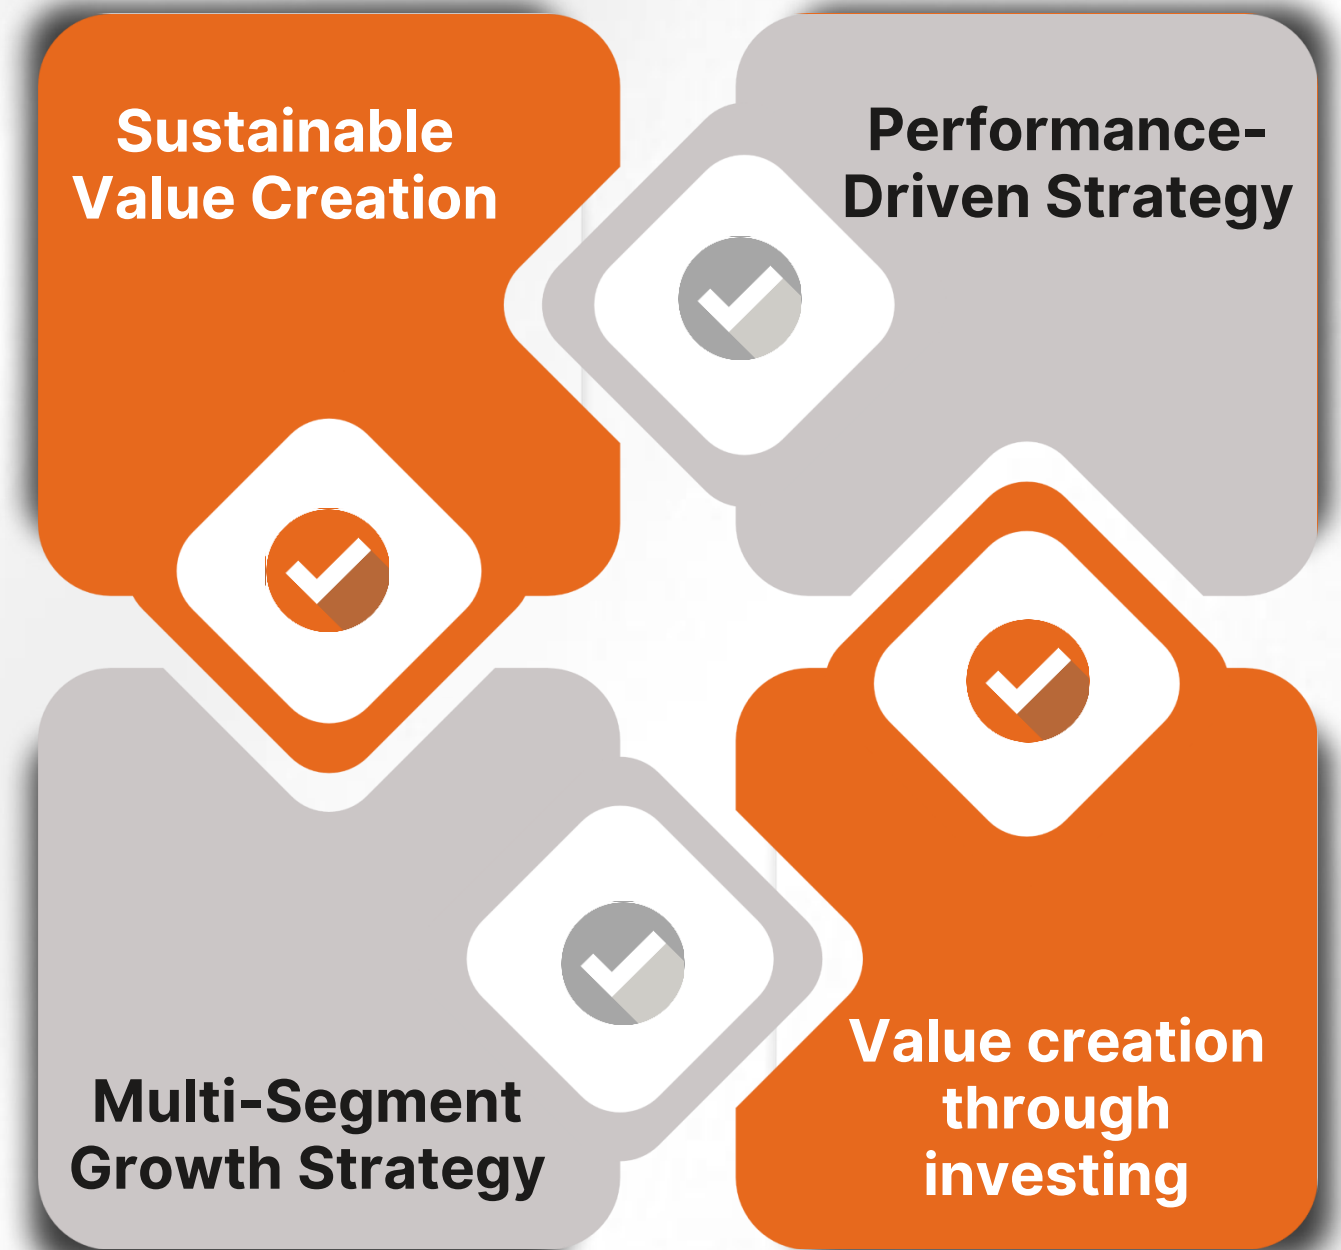 Sustainable
Value Creation
Performance-
Driven Strategy
Multi-Segment
Growth Strategy
Value creation
through
investing